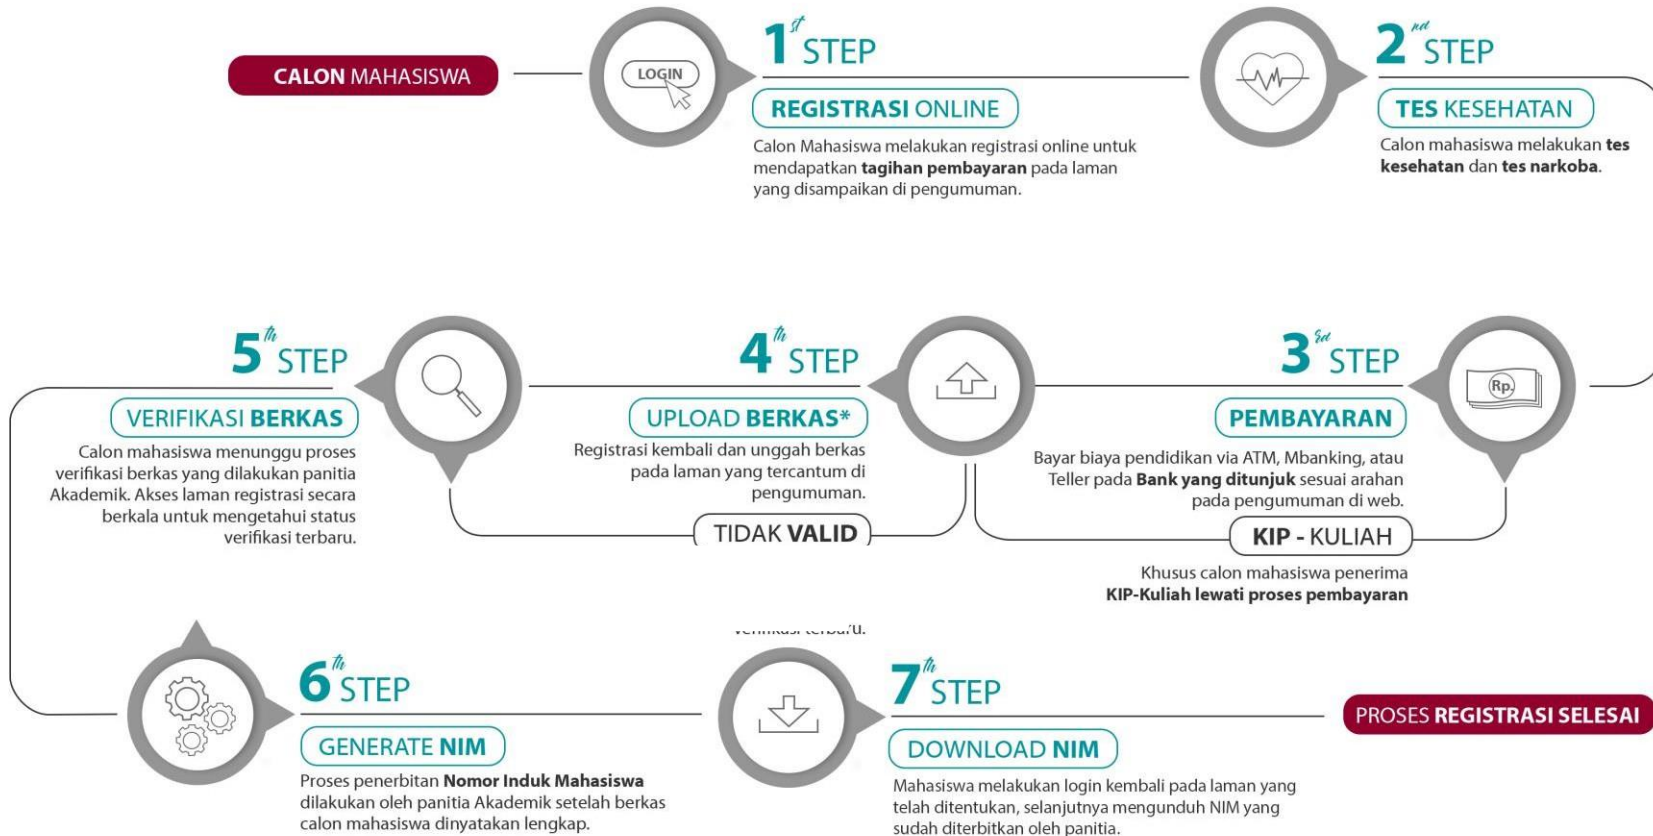 CALON MAHASISWA
LOGIN
1st STEP
REGISTRASI ONLINE
Calon Mahasiswa melakukan registrasi online untuk
mendapatkan tagihan pembayaran pada laman
yang disampaikan di pengumuman.
2nd STEP
TES KESEHATAN
Calon mahasiswa melakukan tes
kesehatan dan tes narkoba.
3rd STEP
Rp.
PEMBAYARAN
Bayar biaya pendidikan via ATM, Mbanking, atau
Teller pada Bank yang ditunjuk sesuai arahan
pada pengumuman di web.
KIP - KULIAH
Khusus calon mahasiswa penerima
KIP-Kuliah lewati proses pembayaran
4th STEP
UPLOAD BERKAS*
Registrasi kembali dan unggah berkas
pada laman yang tercantum di
pengumuman.
TIDAK VALID
5th STEP
VERIFIKASI BERKAS
Calon mahasiswa menunggu proses
verifikasi berkas yang dilakukan panitia
Akademik. Akses laman registrasi secara
berkala untuk mengetahui status
verifikasi terbaru.
verifikasi terbaru.
6th STEP
GENERATE NIM
Proses penerbitan Nomor Induk Mahasiswa
dilakukan oleh panitia Akademik setelah berkas
calon mahasiswa dinyatakan lengkap.
7th STEP
DOWNLOAD NIM
Mahasiswa melakukan login kembali pada laman yang
telah ditentukan, selanjutnya mengunduh NIM yang
sudah diterbitkan oleh panitia.
PROSES REGISTRASI SELESAI